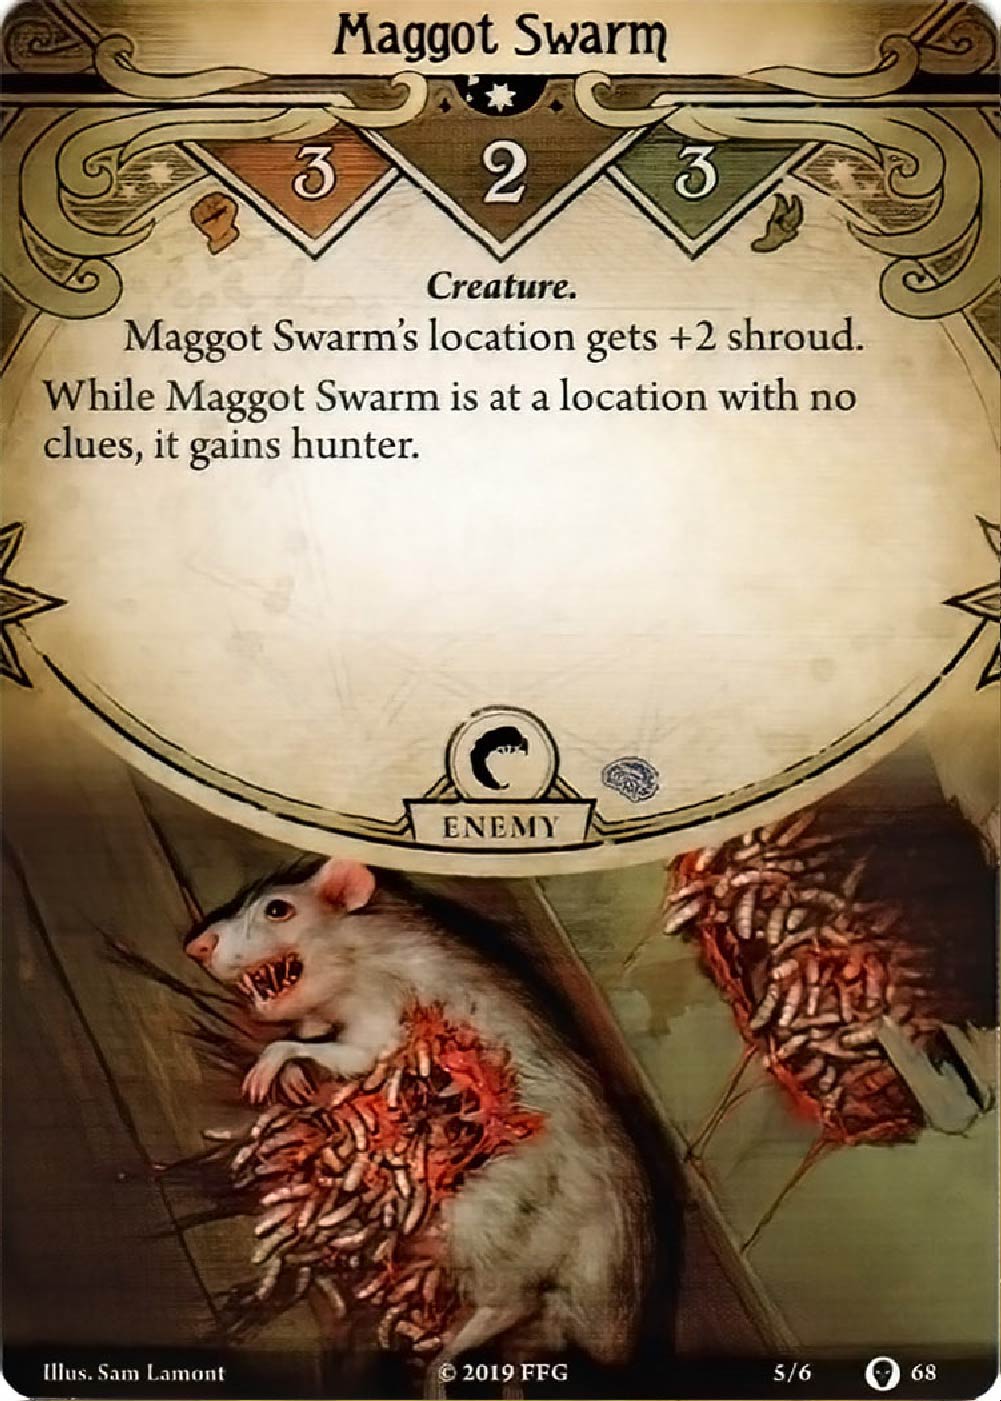 Maggot Swarm
3 2 3
Creature.
Maggot Swarm's location gets +2 shroud.
While Maggot Swarm is at a location with no
clues, it gains hunter.
ENEMY
Illus. Sam Lamont © 2019 FFG 5/6 68